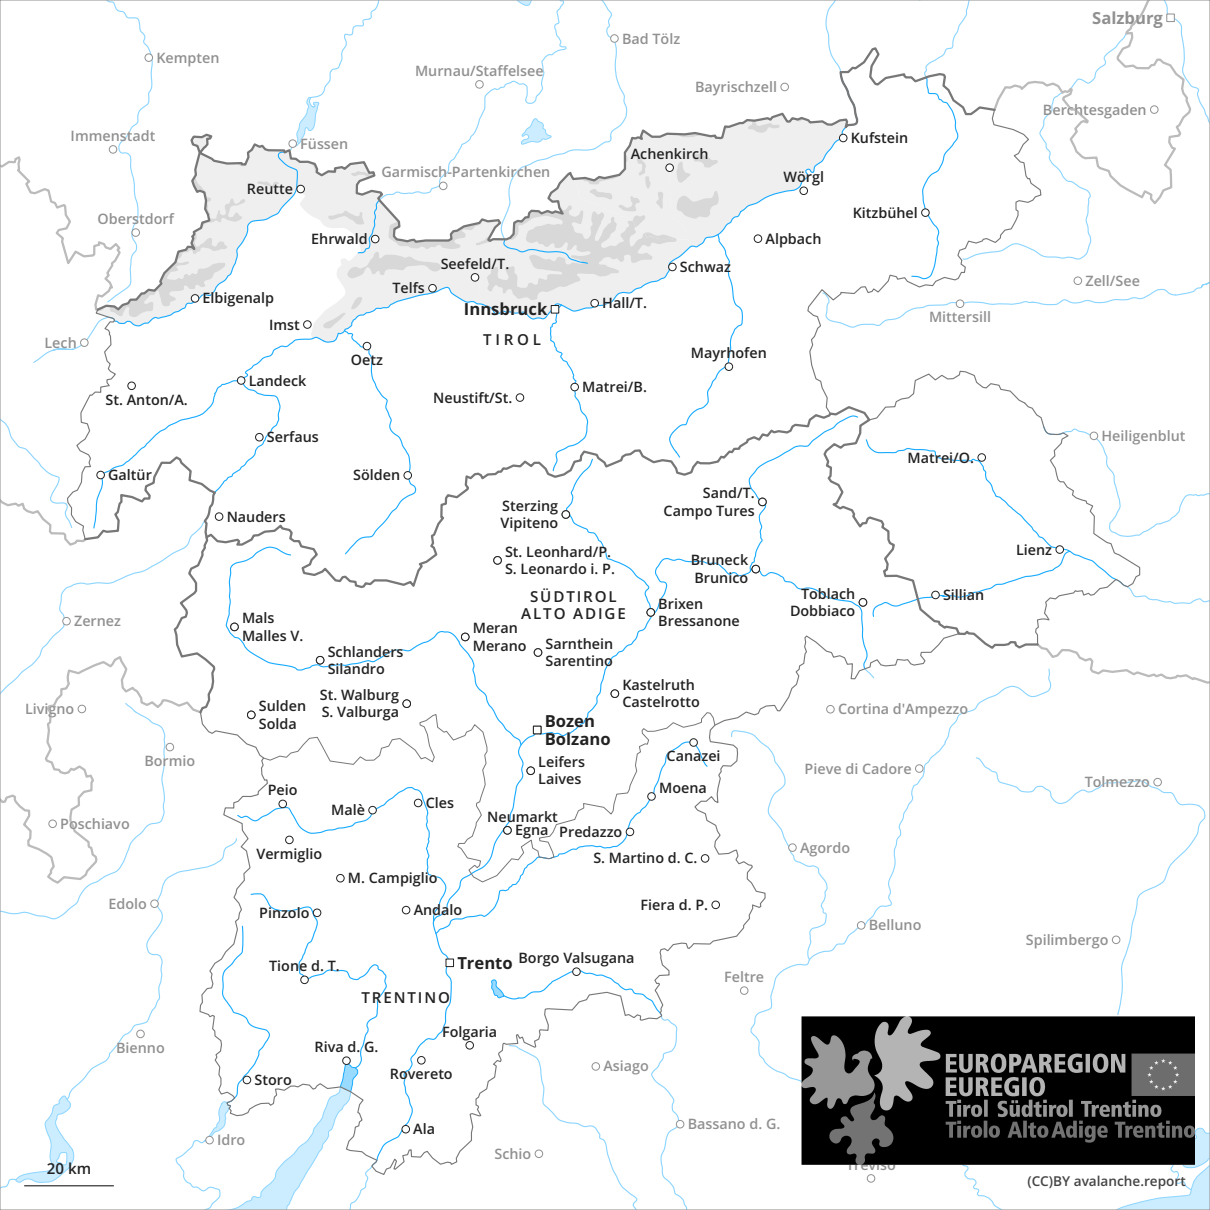 Salzburg
Kempten
Bad Tölz
Murnau/Staffelsee
Bayrischzell
Berchtesgaden
Immenstadt
Füssen
Kufstein
Achenkirch
Garmisch-Partenkirchen
Wörgl
Reutte
Oberstdorf
Kitzbühel
Ehrwald
Alpbach
Seefeld/T.
Schwaz
Zell/See
Telfs
Elbigenalp
Hall/T.
Innsbruck
Mittersill
Imst
TIROL
Lech
Oetz
Mayrhofen
Landeck
Matrei/B.
St. Anton/A.
Neustift/St.
Serfaus
Heiligenblut
Matrei/O.
Galtür
Sölden
Sand/T.
Campo Tures
Sterzing
Vipiteno
Nauders
St. Leonhard/P.
S. Leonardo i. P.
Lienz
Bruneck
Brunico
SÜDTIROL
ALTO ADIGE
Toblach
Dobbiaco
Sillian
Brixen
Bressanone
Zernez
Mals
Malles V.
Meran
Merano
Sarnthein
Sarentino
Schlanders
Silandro
Kastelruth
Castelrotto
St. Walburg
S. Valburga
Livigno
Sulden
Solda
Cortina d'Ampezzo
Bozen
Bolzano
Bormio
Canazei
Leifers
Laives
Pieve di Cadore
Tolmezzo
Peio
Moena
Malè
Cles
Neumarkt
Egna
Predazzo
Poschiavo
Vermiglio
Agordo
S. Martino d. C.
M. Campiglio
Edolo
Pinzolo
Andalo
Fiera d. P.
Belluno
Spilimbergo
Trento
Borgo Valsugana
Tione d. T.
Feltre
TRENTINO
Folgaria
Bienno
Riva d. G.
Rovereto
Asiago
Storo
EUROPAREGION
EUREGIO
Tirol Südtirol Trentino
Tirolo Alto Adige Trentino
Ala
Bassano d. G.
Idro
Schio
Treviso
20 km
(CC)BY avalanche.report